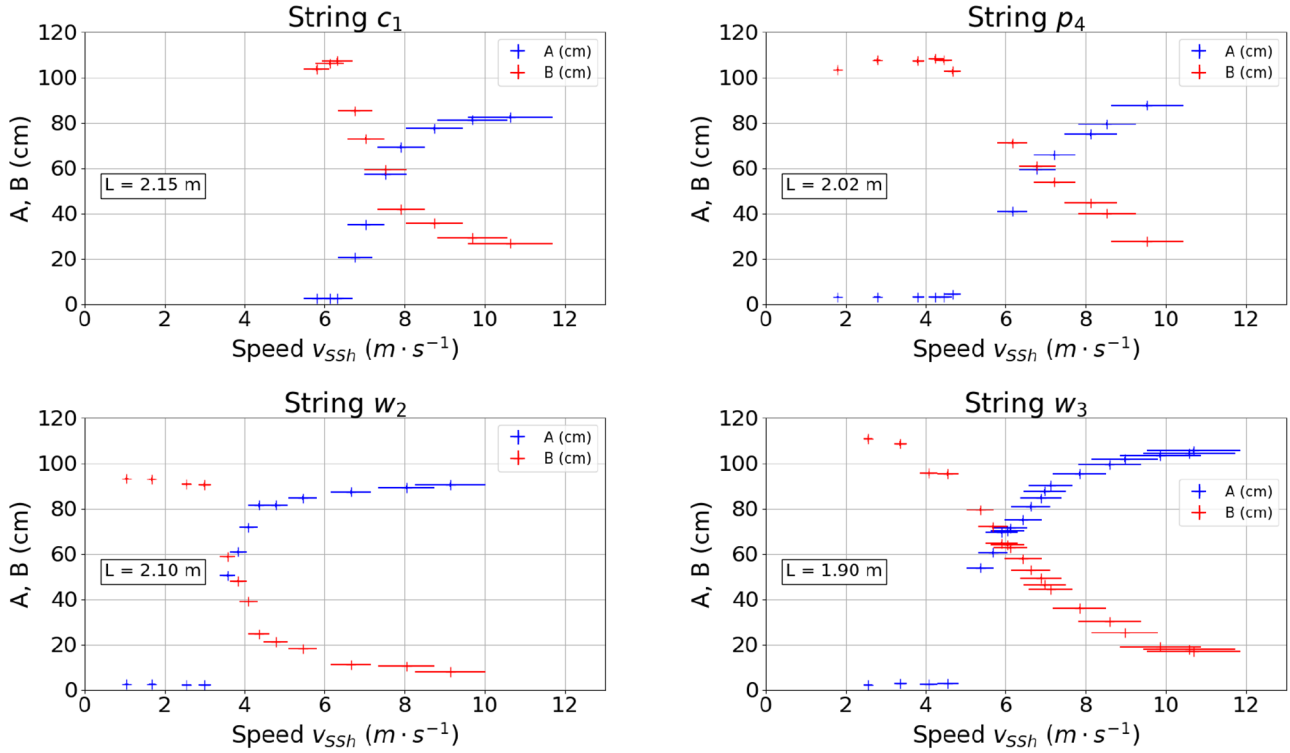 String c₁
120
100
80
60
40
20
0
A, B (cm)
A (cm)
B (cm)
L = 2.15 m
0 2 4 6 8 10 12
Speed v_SSh (m · s⁻¹)
String p₄
120
100
80
60
40
20
0
A, B (cm)
A (cm)
B (cm)
L = 2.02 m
0 2 4 6 8 10 12
Speed v_SSh (m · s⁻¹)
String w₂
120
100
80
60
40
20
0
A, B (cm)
A (cm)
B (cm)
L = 2.10 m
0 2 4 6 8 10 12
Speed v_SSh (m · s⁻¹)
String w₃
120
100
80
60
40
20
0
A, B (cm)
A (cm)
B (cm)
L = 1.90 m
0 2 4 6 8 10 12
Speed v_SSh (m · s⁻¹)